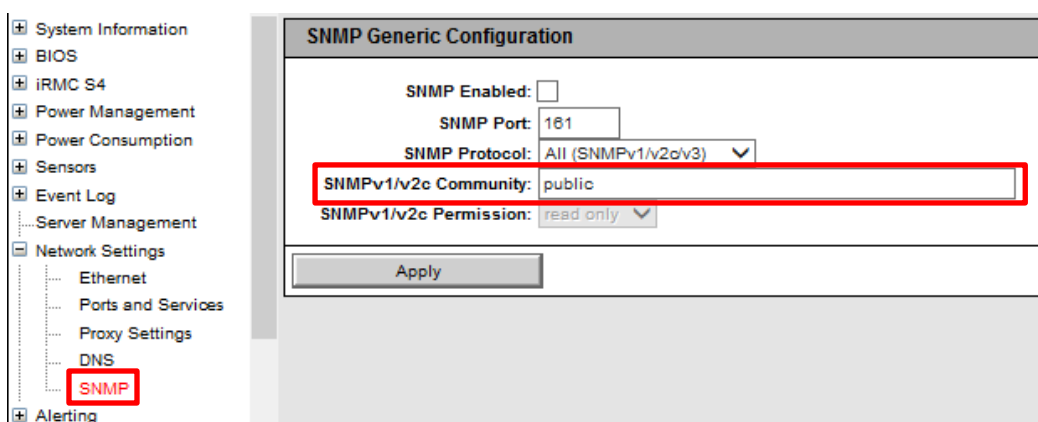 System Information
BIOS
iRMC S4
Power Management
Power Consumption
Sensors
Event Log
Server Management
Network Settings
Ethernet
Ports and Services
Proxy Settings
DNS
SNMP
Alerting
SNMP Generic Configuration
SNMP Enabled:
SNMP Port: 161
SNMP Protocol: All (SNMPv1/v2c/v3)
SNMPv1/v2c Community: public
SNMPv1/v2c Permission: read only
Apply